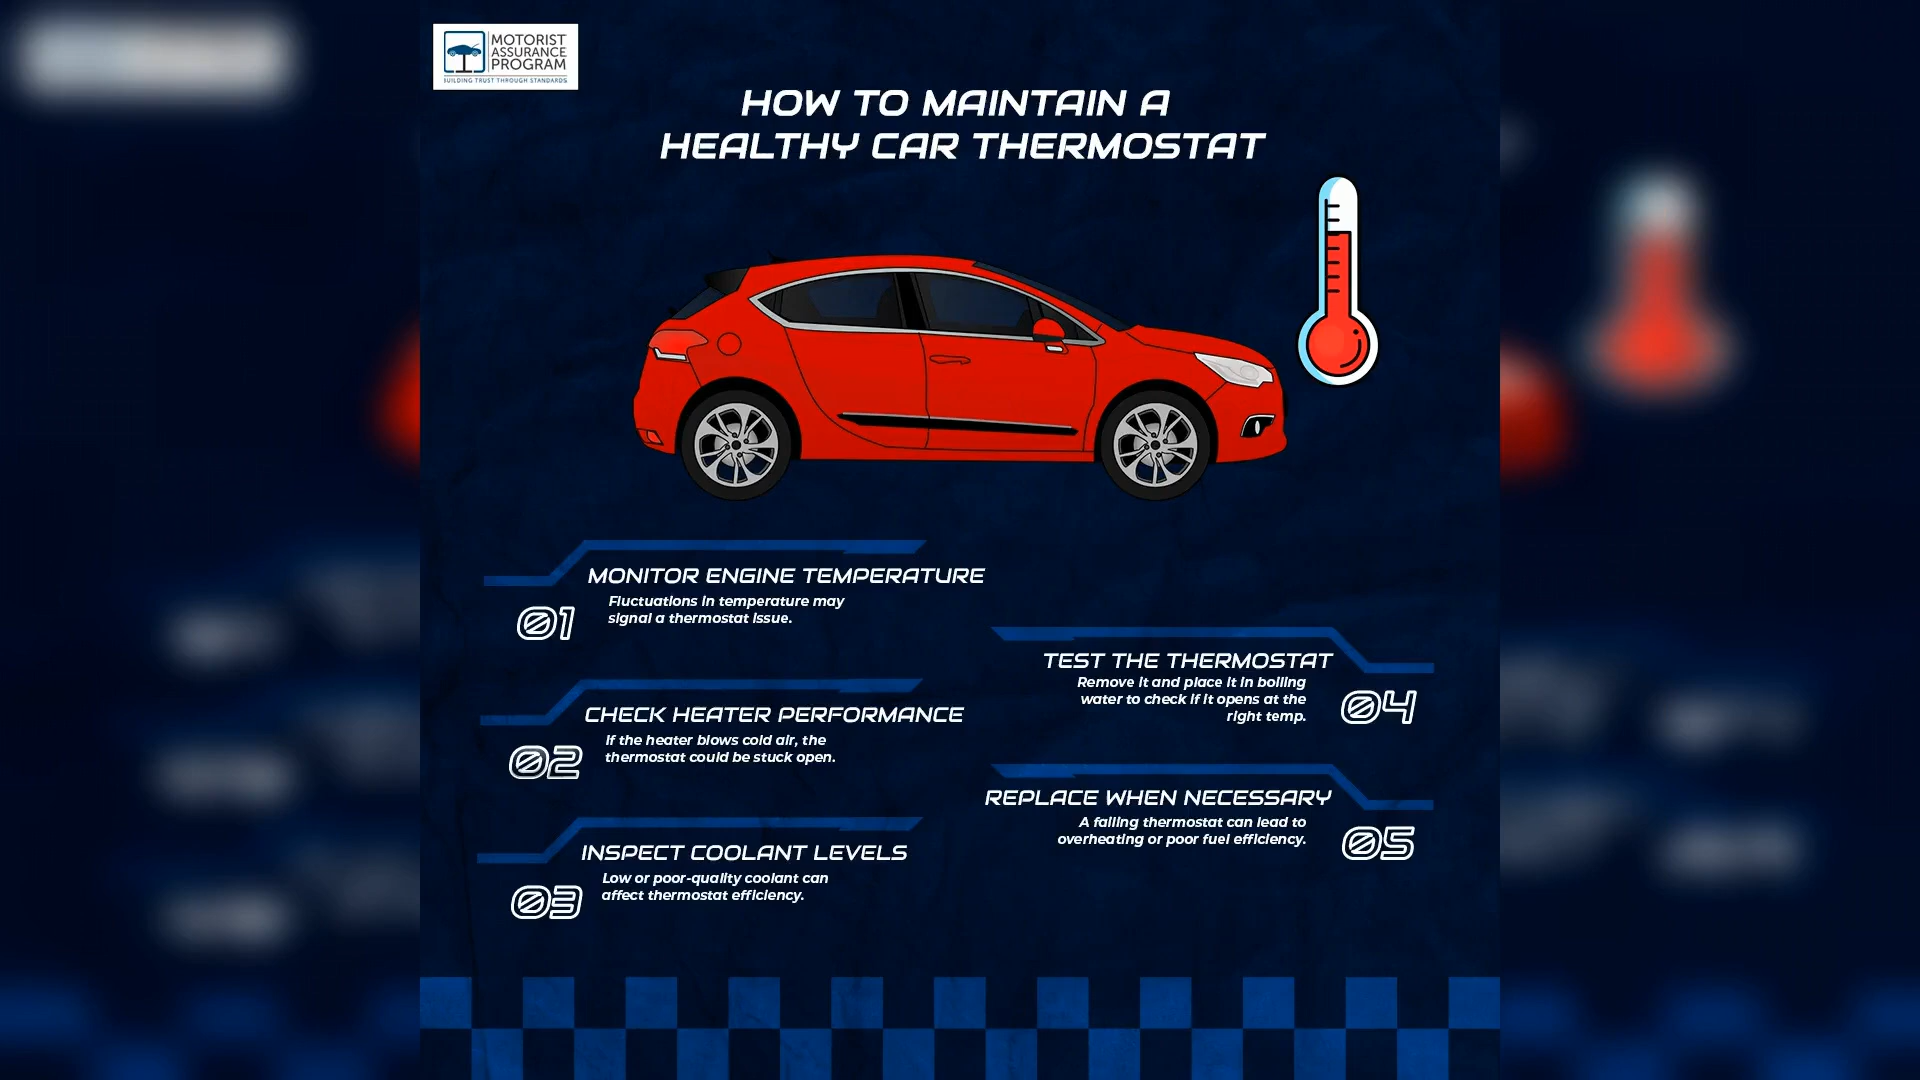 MOTORIST
ASSURANCE
PROGRAM
BUILDING TRUST THROUGH STANDARDS
HOW TO MAINTAIN A
HEALTHY CAR THERMOSTAT
MONITOR ENGINE TEMPERATURE
01
Fluctuations in temperature may
signal a thermostat issue.
CHECK HEATER PERFORMANCE
02
If the heater blows cold air, the
thermostat could be stuck open.
INSPECT COOLANT LEVELS
03
Low or poor-quality coolant can
affect thermostat efficiency.
TEST THE THERMOSTAT
04
Remove it and place it in boiling
water to check if it opens at the
right temp.
REPLACE WHEN NECESSARY
05
A failing thermostat can lead to
overheating or poor fuel efficiency.